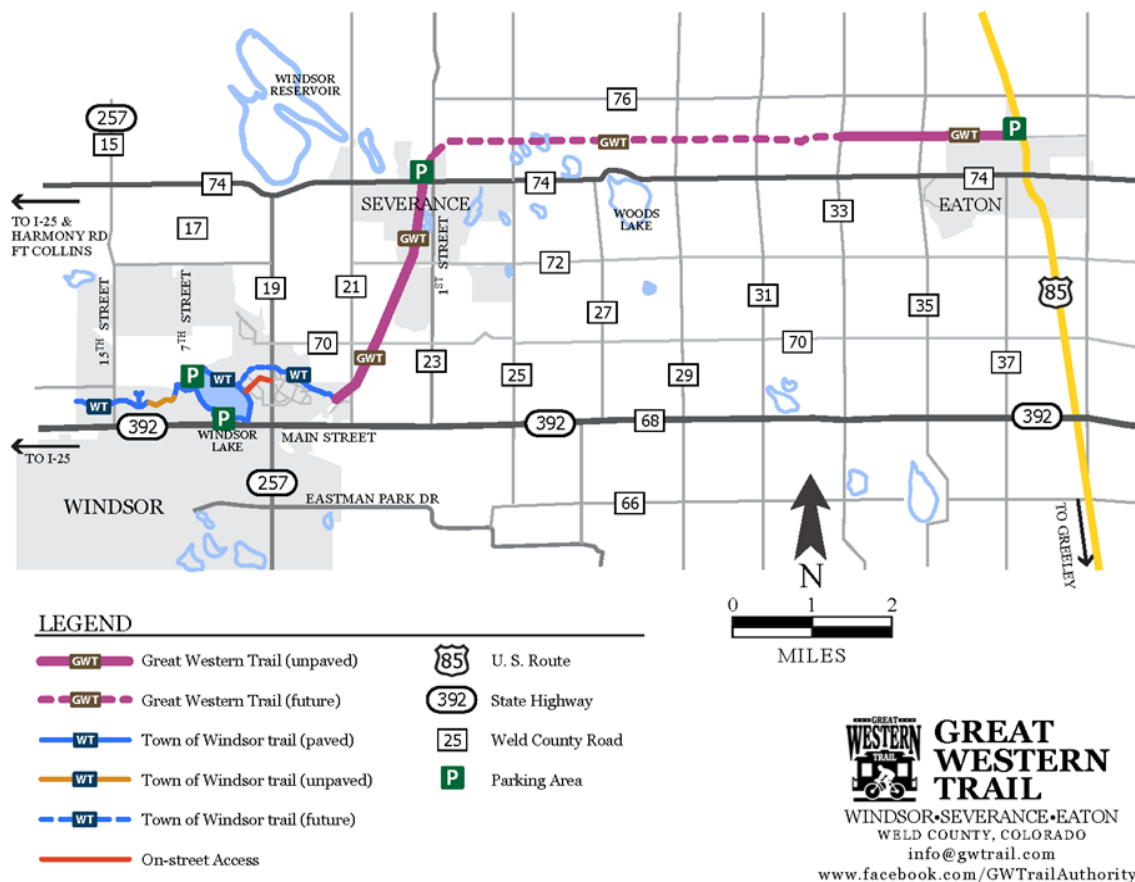 WINDSOR
RESERVOIR
76
257
15
GWT
GWT
P
P
74
74
74
SEVERANCE
EATON
TO I-25 &
HARMONY RD
FT COLLINS
17
WOODS
LAKE
33
GWT
1ST STREET
72
15TH STREET
7TH STREET
19
21
27
31
35
85
70
70
GWT
23
25
29
37
P
WT
WT
WT
P
392
WINDSOR
LAKE
MAIN STREET
392
68
392
TO I-25
257
WINDSOR
EASTMAN PARK DR
66
TO GREELEY
N
0 1 2
MILES
LEGEND
GWT Great Western Trail (unpaved)
GWT Great Western Trail (future)
WT Town of Windsor trail (paved)
WT Town of Windsor trail (unpaved)
WT Town of Windsor trail (future)
On-street Access
85 U. S. Route
392 State Highway
25 Weld County Road
P Parking Area
GREAT
WESTERN
TRAIL
GREAT
WESTERN
TRAIL
WINDSOR•SEVERANCE•EATON
WELD COUNTY, COLORADO
info@gwtrail.com
www.facebook.com/GWTrailAuthority